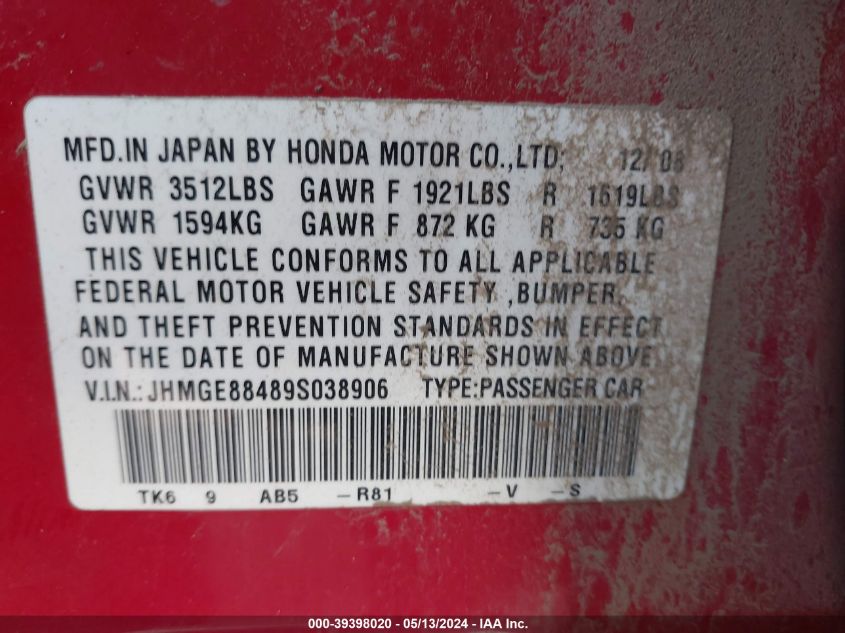 MFD.IN JAPAN BY HONDA MOTOR CO.,LTD; 12/08
GVWR 3512LBS GAWR F 1921LBS R 1619LBS
GVWR 1594KG GAWR F 872 KG R 735 KG
THIS VEHICLE CONFORMS TO ALL APPLICABLE
FEDERAL MOTOR VEHICLE SAFETY ,BUMPER,
AND THEFT PREVENTION STANDARDS IN EFFECT
ON THE DATE OF MANUFACTURE SHOWN ABOVE
V.I.N.:JHMGE88489S038906 TYPE:PASSENGER CAR
TK6 9 AB5 -R81 -V -S
000-39398020 - 05/13/2024 - IAA Inc.